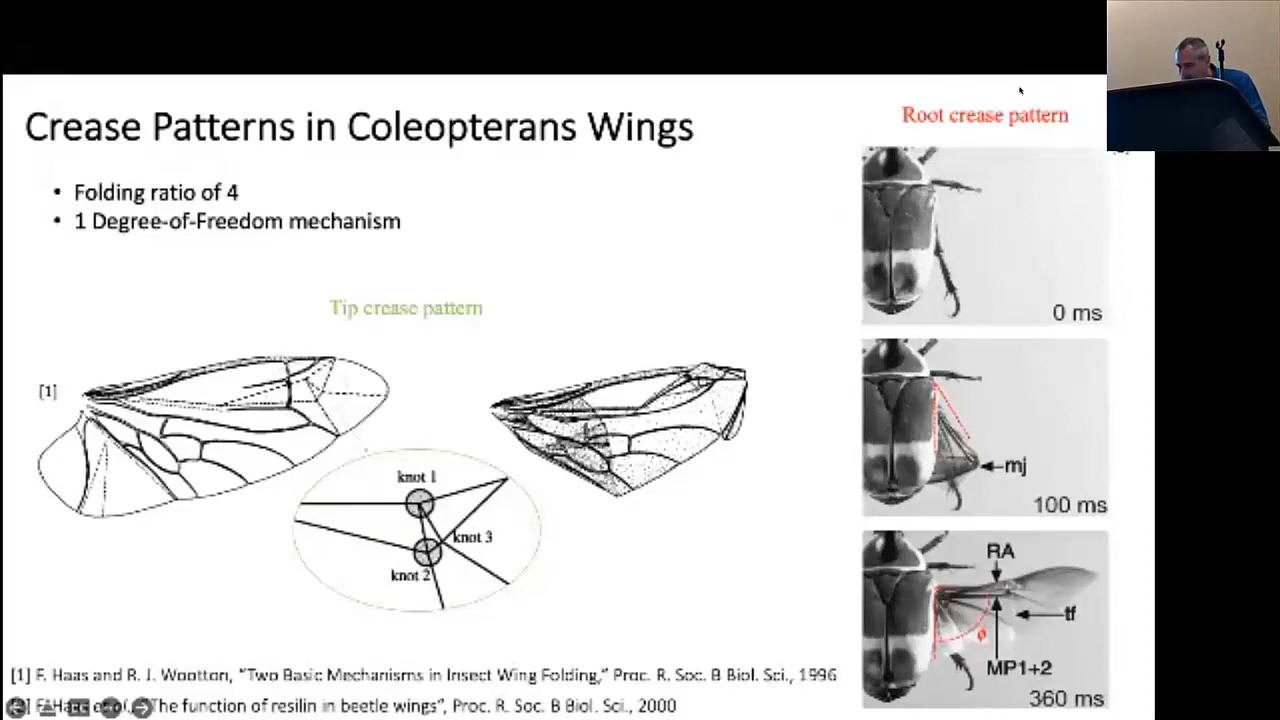 Crease Patterns in Coleopterans Wings
• Folding ratio of 4
• 1 Degree-of-Freedom mechanism
Tip crease pattern
[1]
knot 1
knot 3
knot 2
Root crease pattern
0 ms
mj
100 ms
RA
tf
ϕ
MP1+2
360 ms
[1] F. Haas and R. J. Wootton, “Two Basic Mechanisms in Insect Wing Folding,” Proc. R. Soc. B Biol. Sci., 1996
F. Haas “The function of resilin in beetle wings”, Proc. R. Soc. B Biol. Sci., 2000